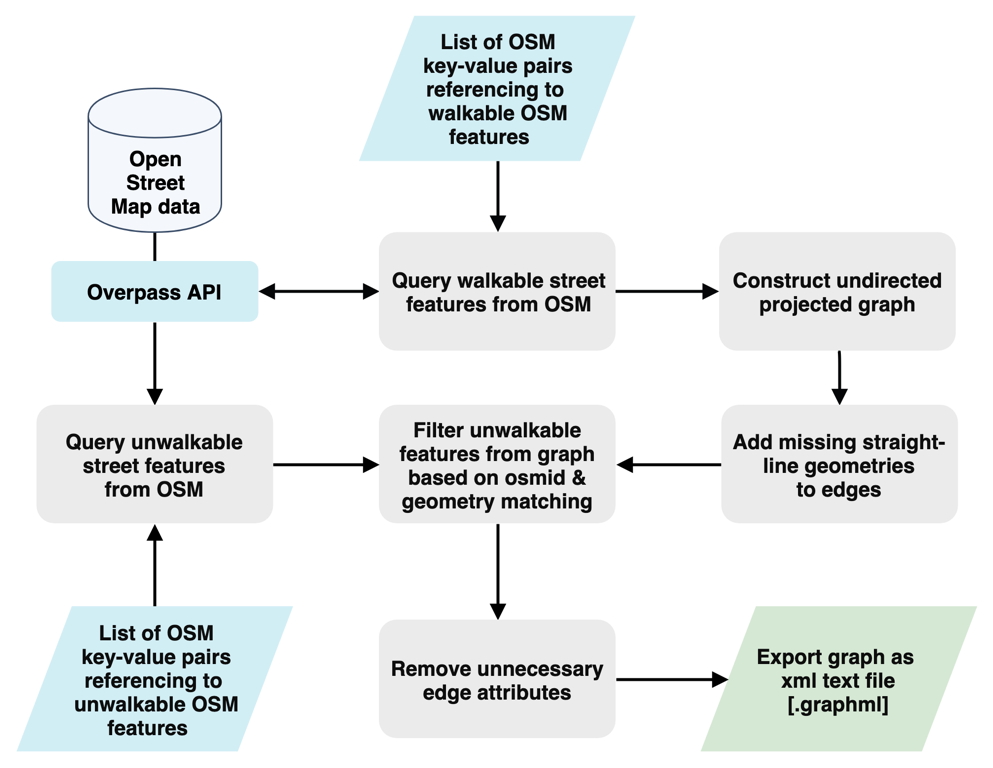 List of OSM
key-value pairs
referencing to
walkable OSM
features
Open
Street
Map data
Overpass API
Query walkable street
features from OSM
Construct undirected
projected graph
Query unwalkable
street features
from OSM
Filter unwalkable
features from graph
based on osmid &
geometry matching
Add missing straight-
line geometries
to edges
List of OSM
key-value pairs
referencing to
unwalkable OSM
features
Remove unnecessary
edge attributes
Export graph as
xml text file
[.graphml]